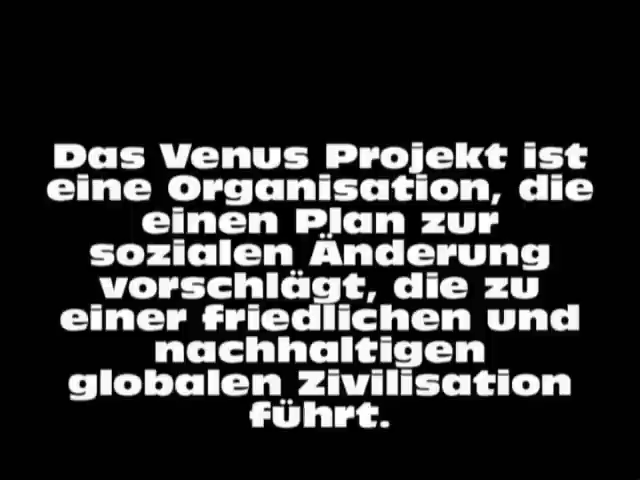 Das Venus Projekt ist
eine Organisation, die
einen Plan zur
sozialen Änderung
vorschlägt, die zu
einer friedlichen und
nachhaltigen
globalen Zivilisation
führt.